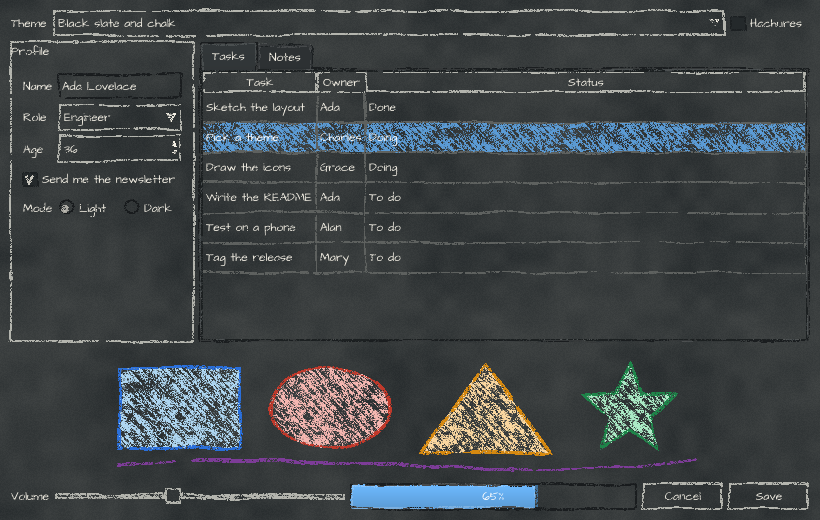 Theme Black slate and chalk Hachures
Profile
Name Ada Lovelace
Role Engineer
Age 36
Send me the newsletter
Mode Light Dark
Tasks Notes
Task Owner Status
Sketch the layout Ada Done
Pick a theme Charles Doing
Draw the icons Grace Doing
Write the README Ada To do
Test on a phone Alan To do
Tag the release Mary To do
Volume 65% Cancel Save